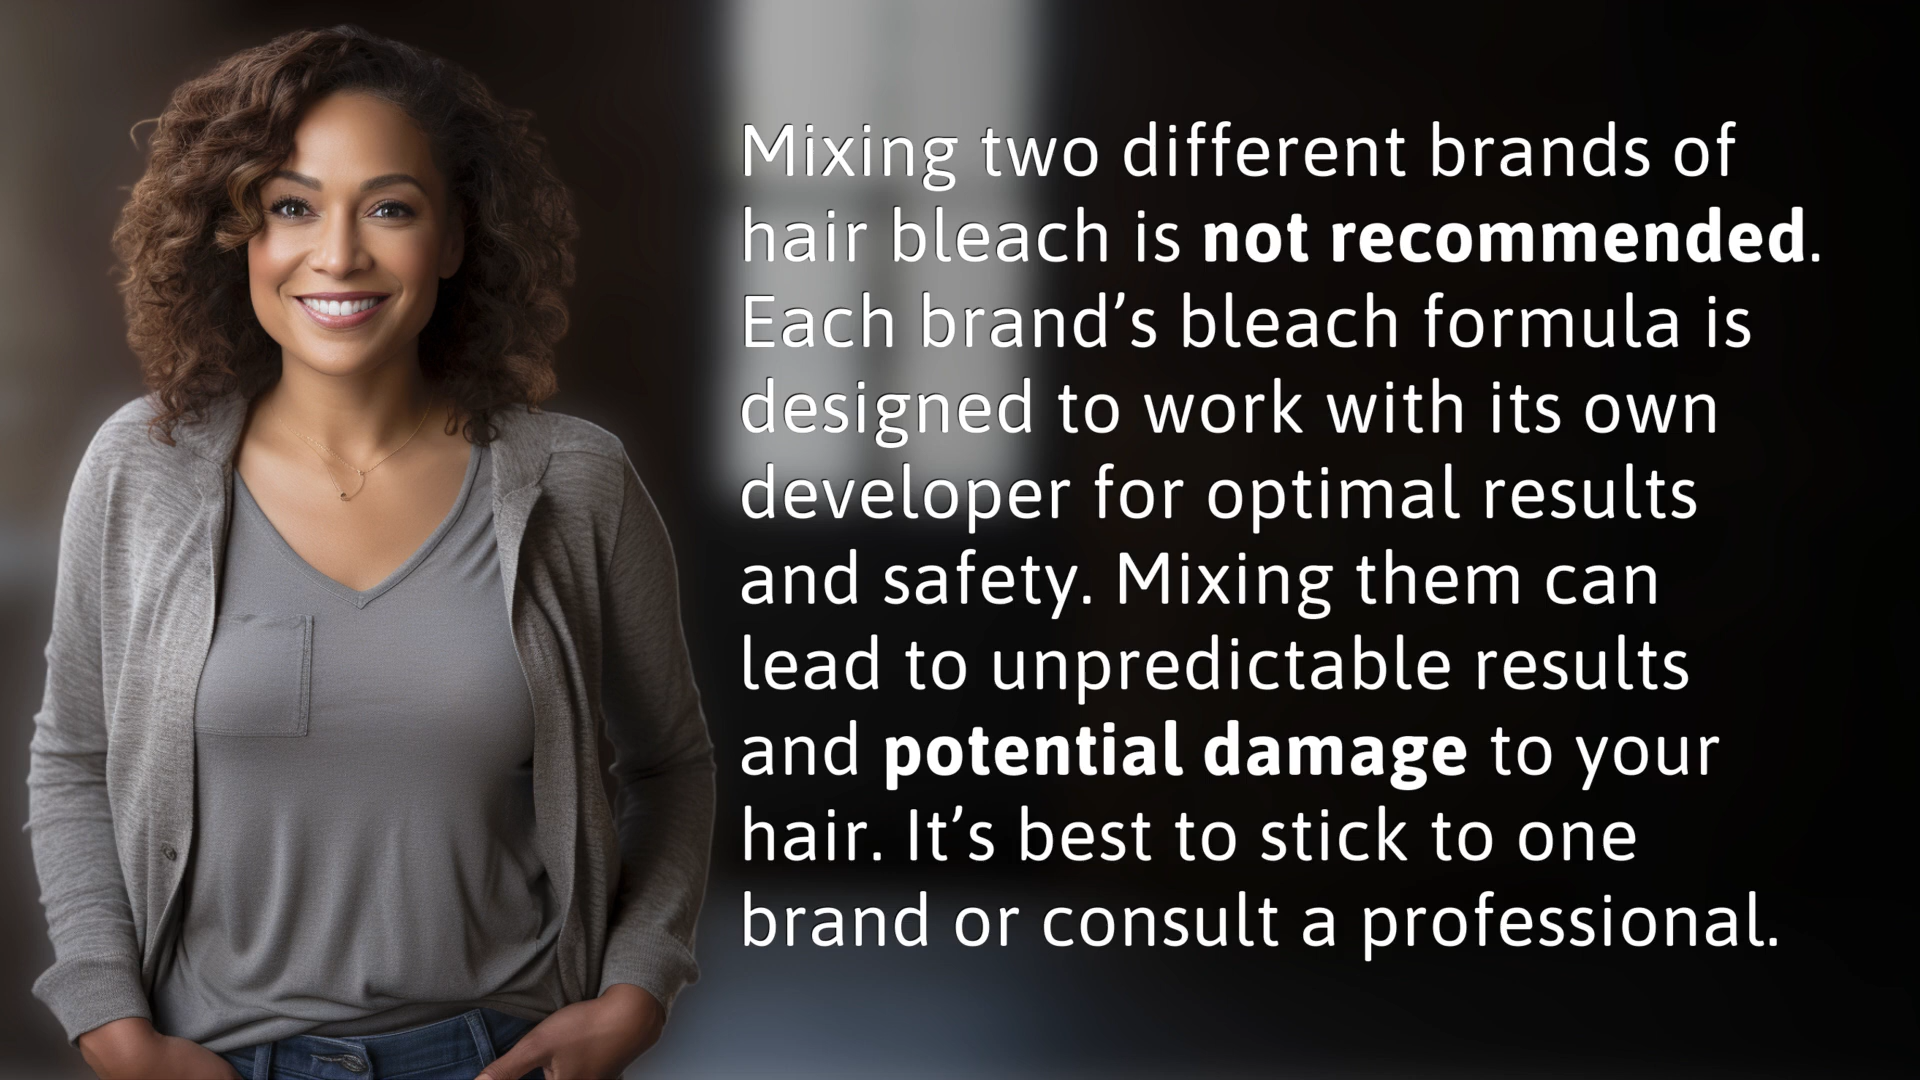 Mixing two different brands of
hair bleach is not recommended.
Each brand’s bleach formula is
designed to work with its own
developer for optimal results
and safety. Mixing them can
lead to unpredictable results
and potential damage to your
hair. It’s best to stick to one
brand or consult a professional.